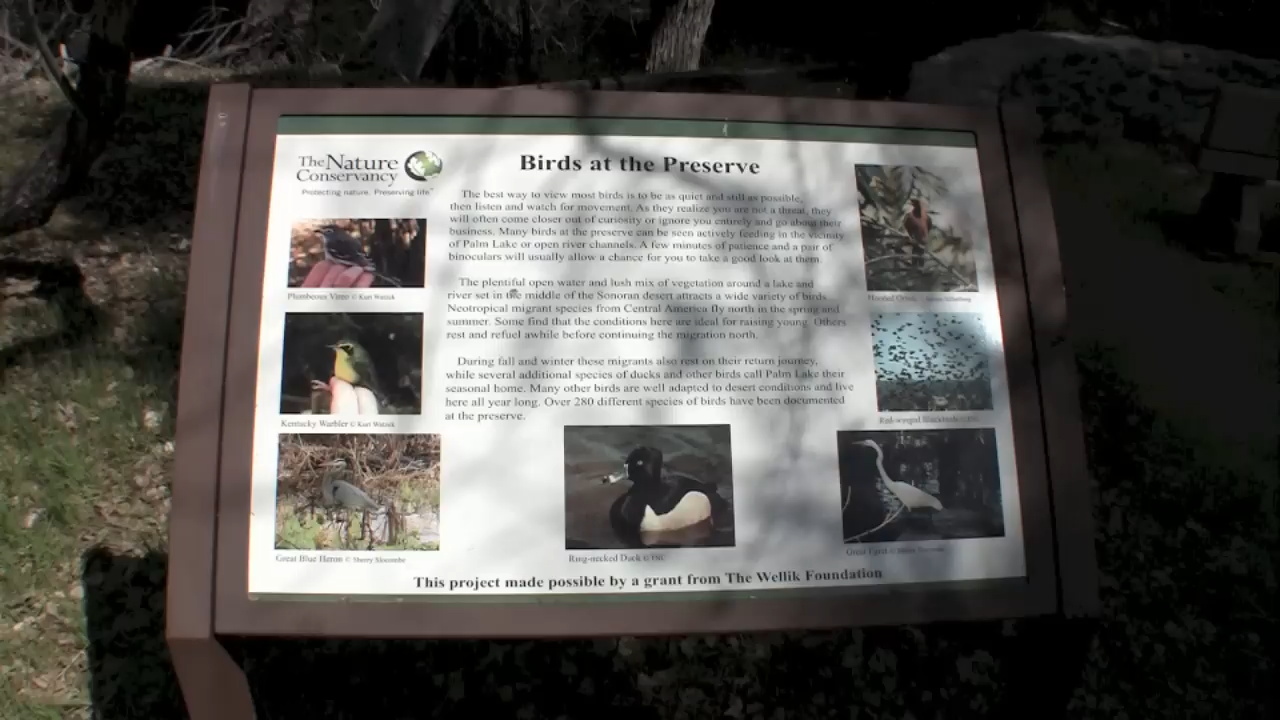 The Nature
Conservancy
Protecting nature. Preserving life™
Birds at the Preserve
The best way to view most birds is to be as quiet and still as possible,
then listen and watch for movement. As they realize you are not a threat, they
will often come closer out of curiosity or ignore you entirely and go about their
business. Many birds at the preserve can be seen actively feeding in the vicinity
of Palm Lake or open river channels. A few minutes of patience and a pair of
binoculars will usually allow a chance for you to take a good look at them.
The plentiful open water and lush mix of vegetation around a lake and
river set in the middle of the Sonoran desert attracts a wide variety of birds.
Neotropical migrant species from Central America fly north in the spring and
summer. Some find that the conditions here are ideal for raising young. Others
rest and refuel awhile before continuing the migration north.
During fall and winter these migrants also rest on their return journey,
while several additional species of ducks and other birds call Palm Lake their
seasonal home. Many other birds are well adapted to desert conditions and live
here all year long. Over 280 different species of birds have been documented
at the preserve.
Plumbeous Vireo ©
Kentucky Warbler ©
Great Blue Heron ©
Ring-necked Duck ©
Hooded Oriole
Red-winged Blackbirds
Great Egret ©
This project made possible by a grant from The Wellik Foundation